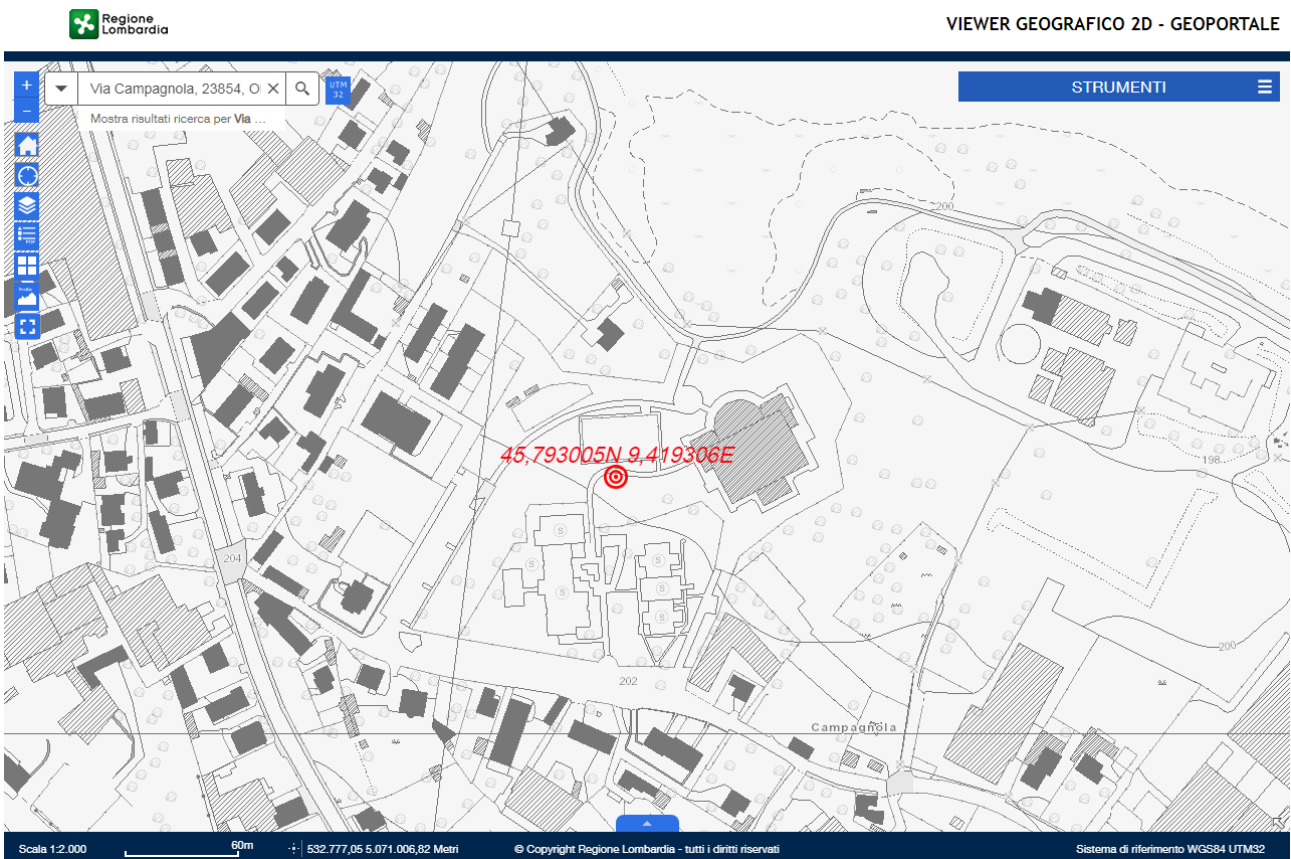 Regione
Lombardia
VIEWER GEOGRAFICO 2D - GEOPORTALE
+
−
Via Campagnola, 23854, Ol
UTM
32
STRUMENTI
Mostra risultati ricerca per Via ...
200
45,793005N 9,419306E
198
204
S
S
S
S
S
S
200
202
Campagnola
Scala 1:2.000
60m
532.777,05 5.071.006,82 Metri
© Copyright Regione Lombardia - tutti i diritti riservati
Sistema di riferimento WGS84 UTM32